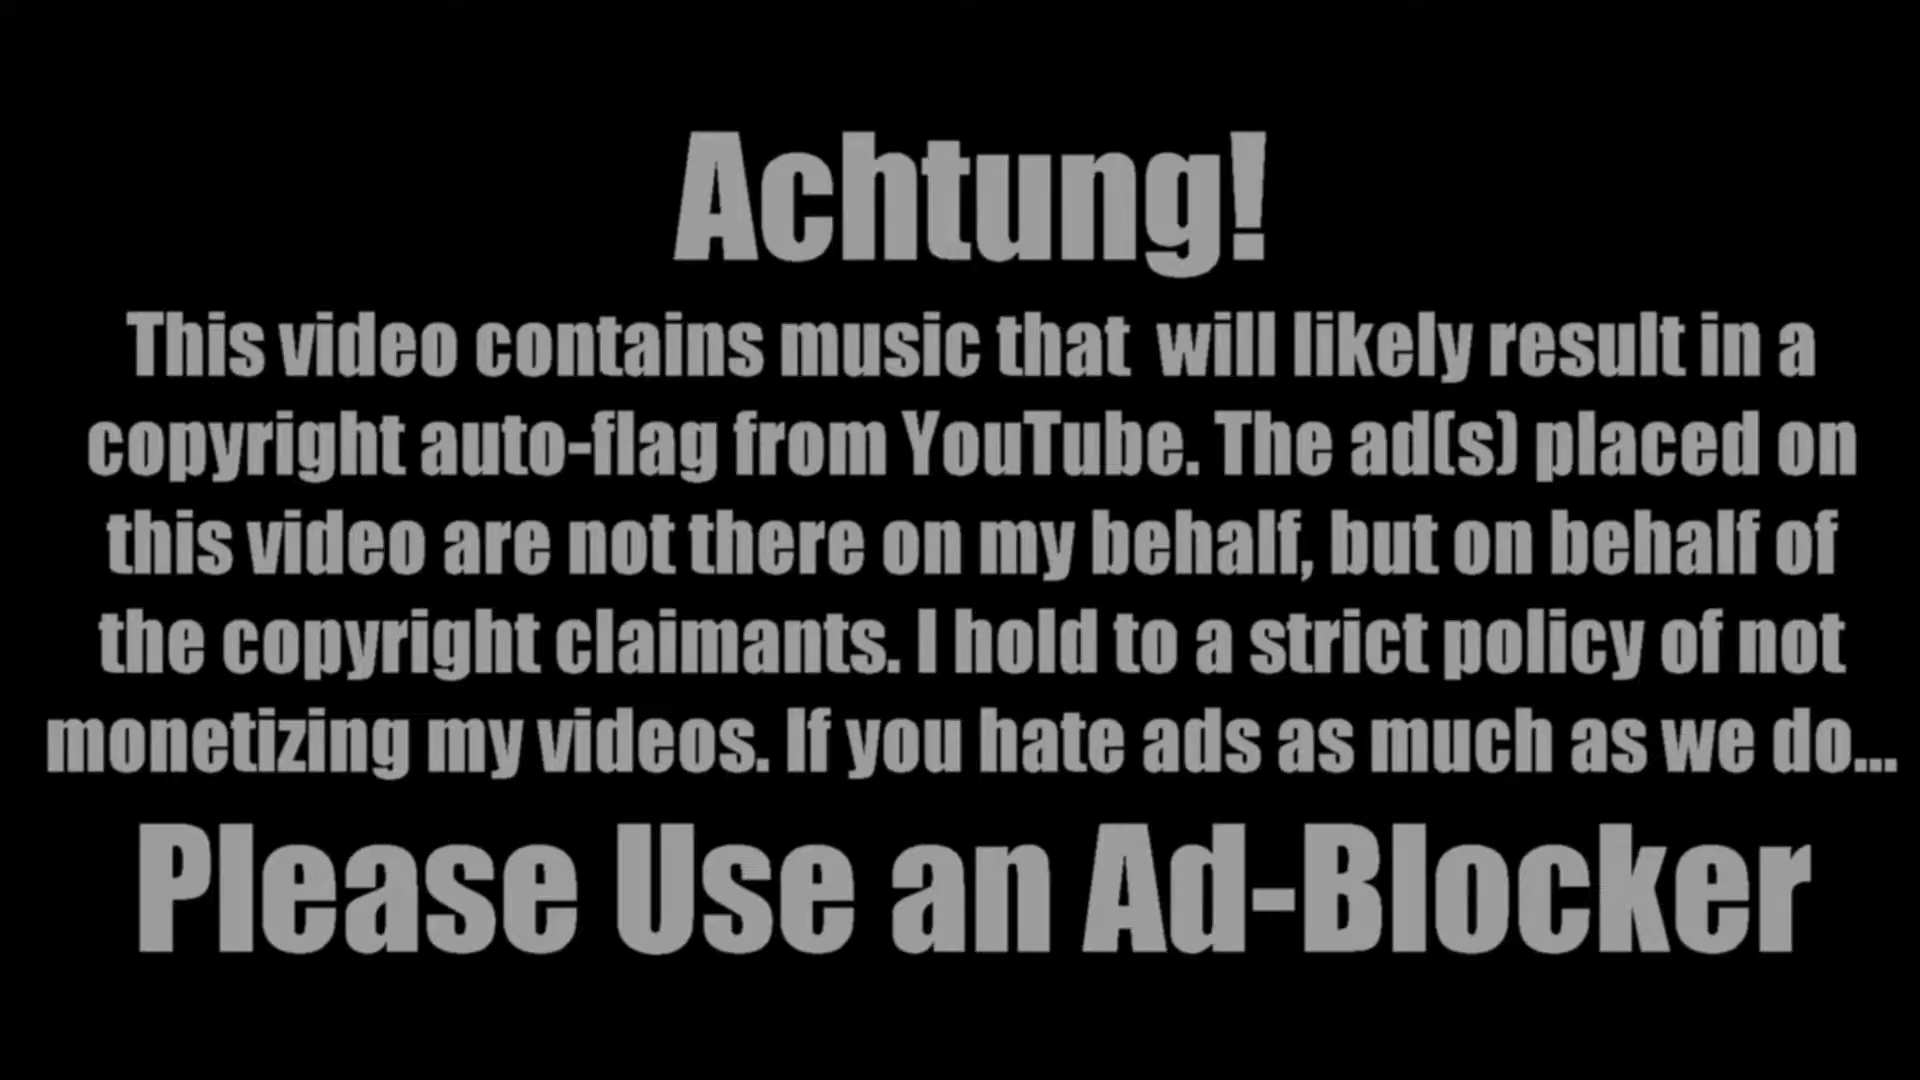 Achtung!
This video contains music that will likely result in a
copyright auto-flag from YouTube. The ad(s) placed on
this video are not there on my behalf, but on behalf of
the copyright claimants. I hold to a strict policy of not
monetizing my videos. If you hate ads as much as we do...
Please Use an Ad-Blocker